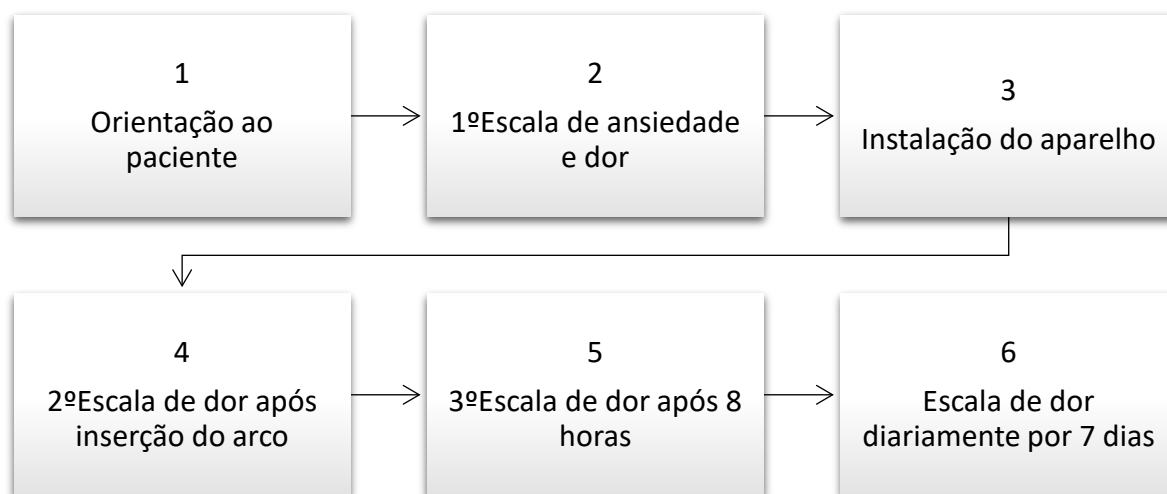 1
Orientação ao
paciente
2
1ºEscala de ansiedade
e dor
3
Instalação do aparelho
4
2ºEscala de dor após
inserção do arco
5
3ºEscala de dor após 8
horas
6
Escala de dor
diariamente por 7 dias